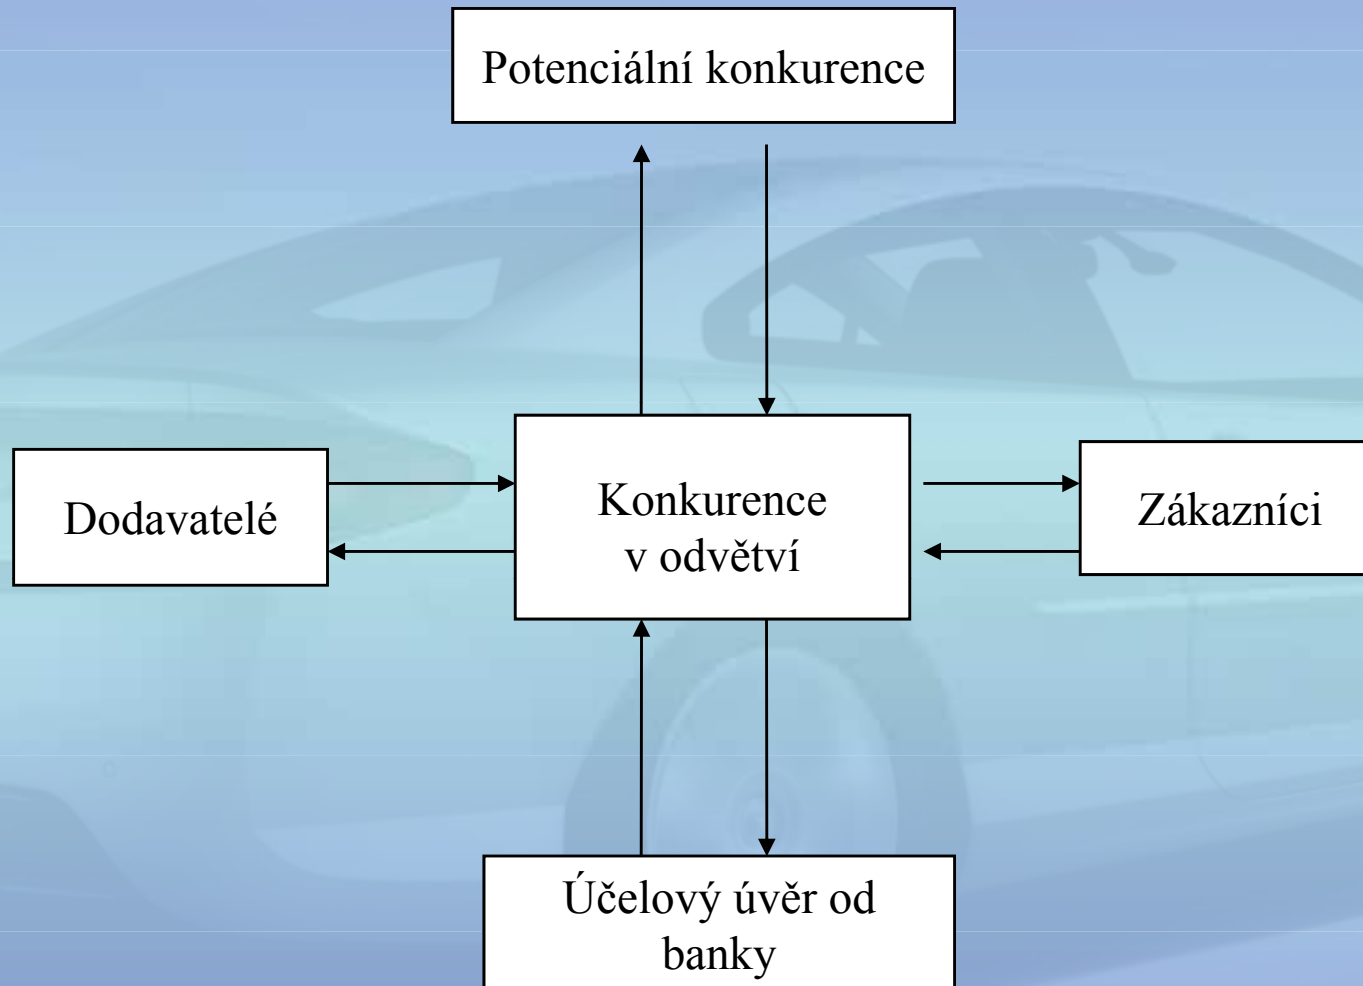 Potenciální konkurence
Dodavatelé
Konkurence
v odvětví
Zákazníci
Účelový úvěr od
banky